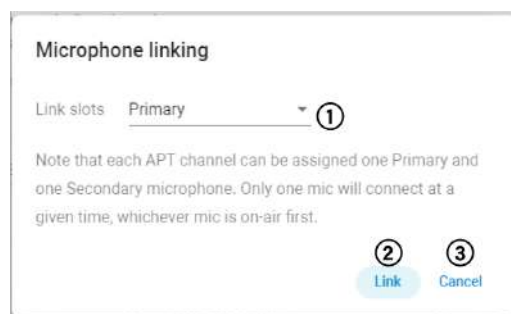 Microphone linking
Link slots Primary ①
Note that each APT channel can be assigned one Primary and
one Secondary microphone. Only one mic will connect at a
given time, whichever mic is on-air first.
② ③
Link Cancel